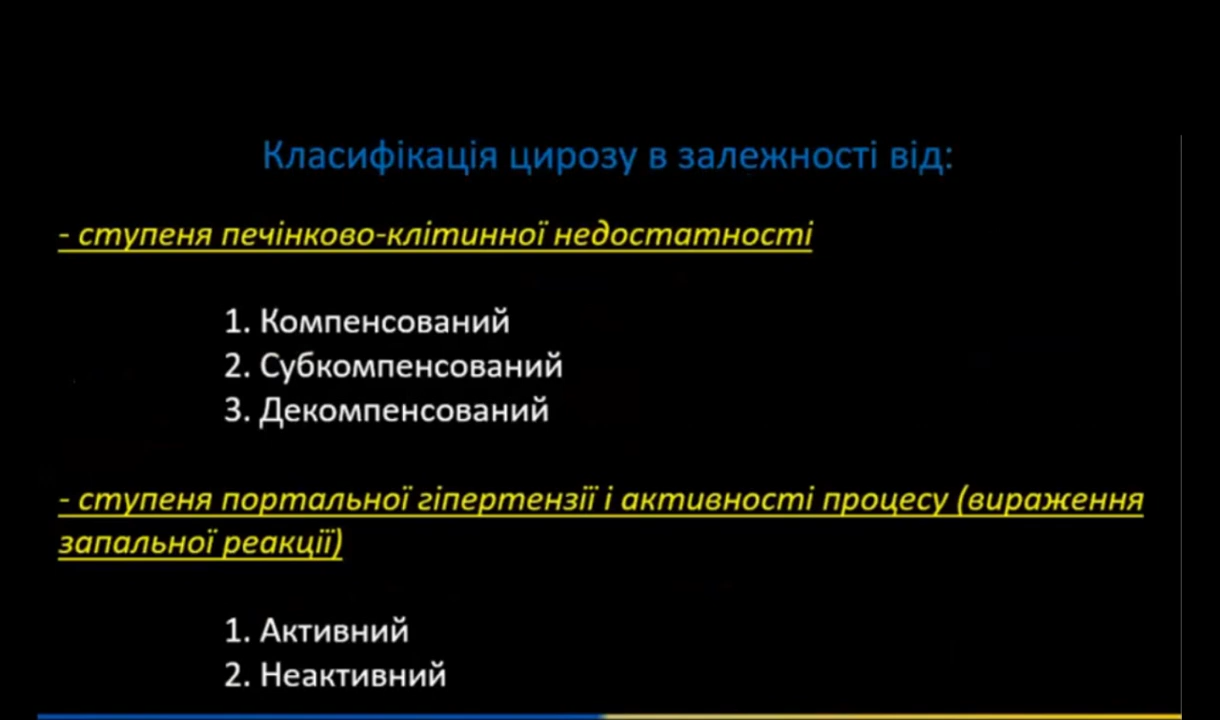 Класифікація цирозу в залежності від:
- ступеня печінково-клітинної недостатності
1. Компенсований
2. Субкомпенсований
3. Декомпенсований
- ступеня портальної гіпертензії і активності процесу (вираження
запальної реакції)
1. Активний
2. Неактивний